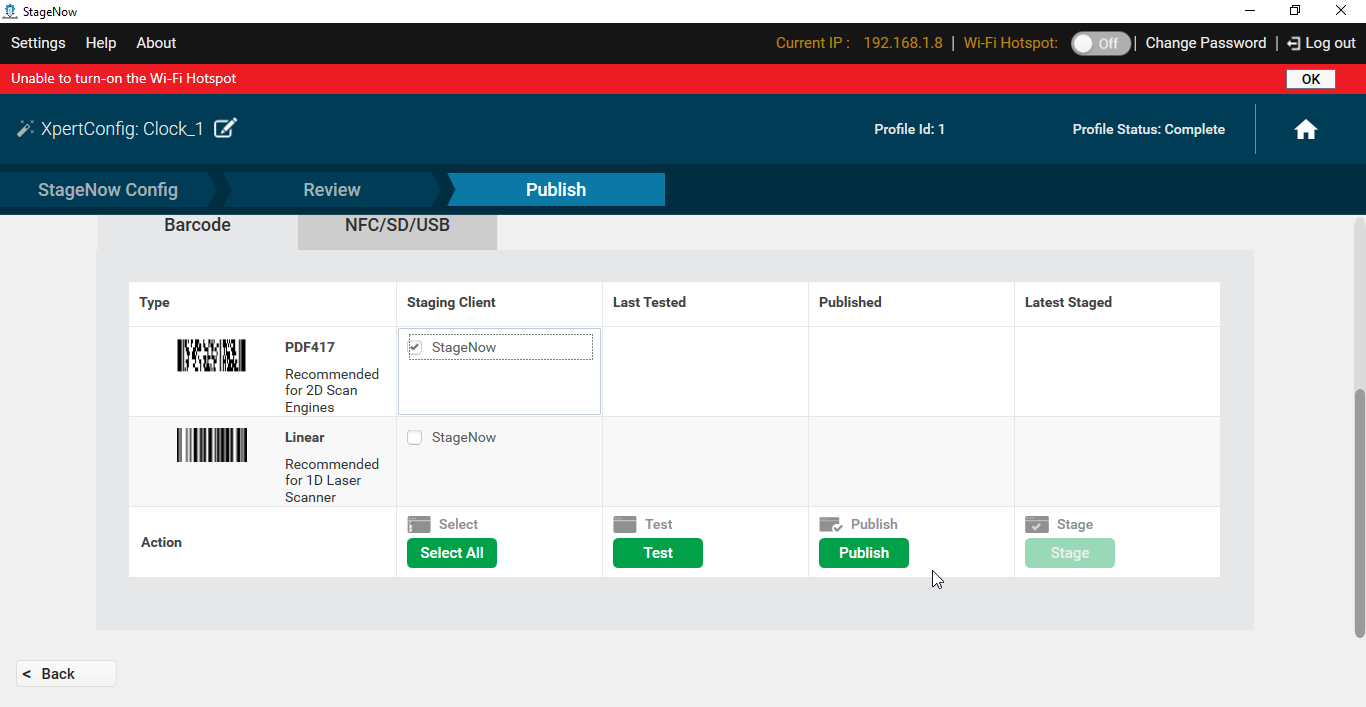 StageNow
Settings Help About Current IP : 192.168.1.8 | Wi-Fi Hotspot: Off | Change Password | Log out
Unable to turn-on the Wi-Fi Hotspot OK
XpertConfig: Clock_1 Profile Id: 1 Profile Status: Complete
StageNow Config Review Publish
Barcode NFC/SD/USB
Type Staging Client Last Tested Published Latest Staged
PDF417 StageNow
Recommended
for 2D Scan
Engines
Linear StageNow
Recommended
for 1D Laser
Scanner
Action
Select Test Publish Stage
Select All Test Publish Stage
< Back